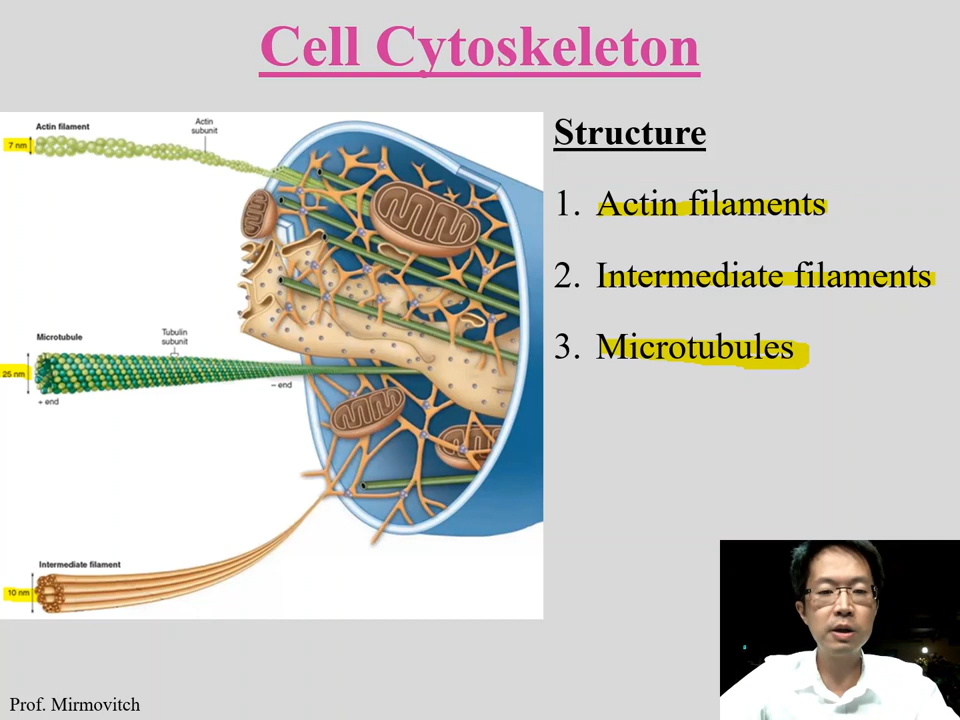 Cell Cytoskeleton
Actin filament
Actin
subunit
7 nm
Microtubule
Tubulin
subunit
25 nm
+ end
− end
Intermediate filament
10 nm
Structure
1. Actin filaments
2. Intermediate filaments
3. Microtubules
Prof. Mirmovitch